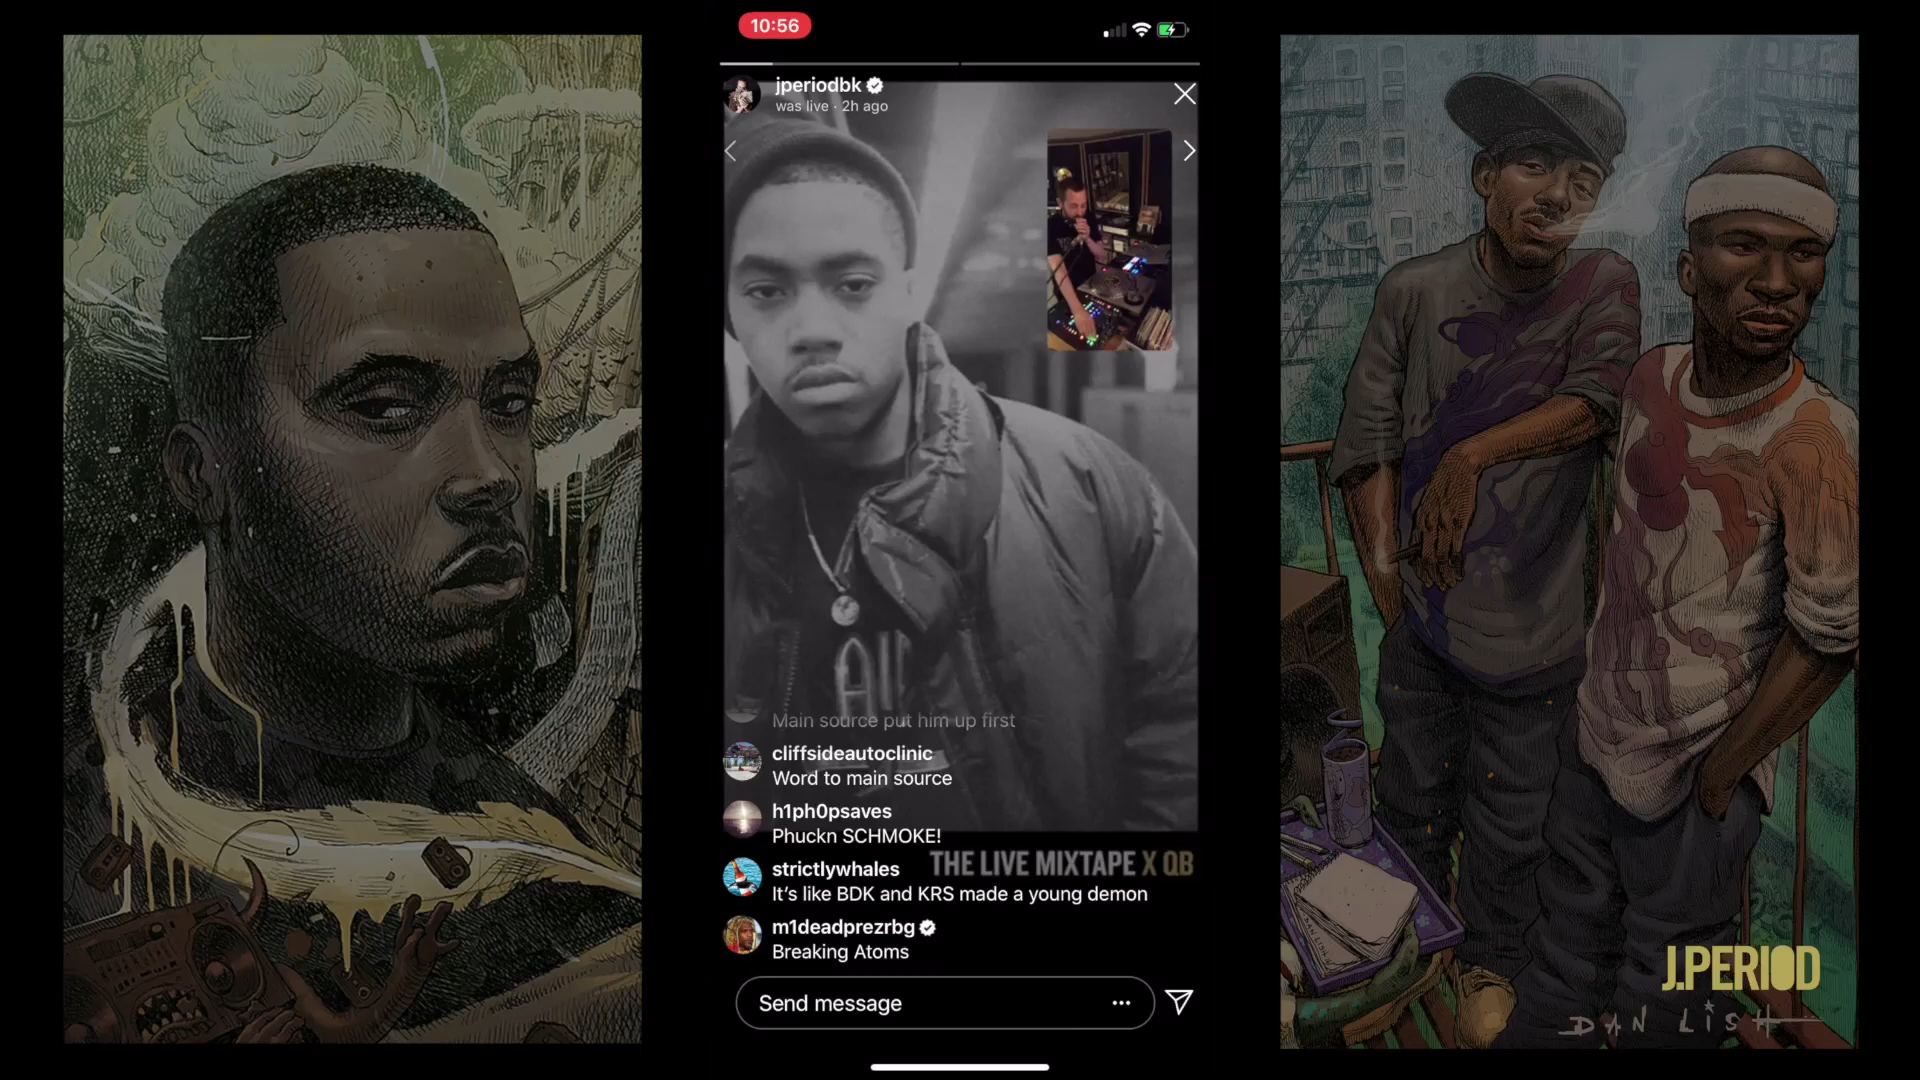 10:56
jperiodbk
was live · 2h ago
Main source put him up first
cliffsideautoclinic
Word to main source
h1ph0psaves
Phuckn SCHMOKE!
strictlywhales
THE LIVE MIXTAPE X QB
It's like BDK and KRS made a young demon
m1deadprezrbg
Breaking Atoms
Send message
J.PERIOD
DAN LiSH